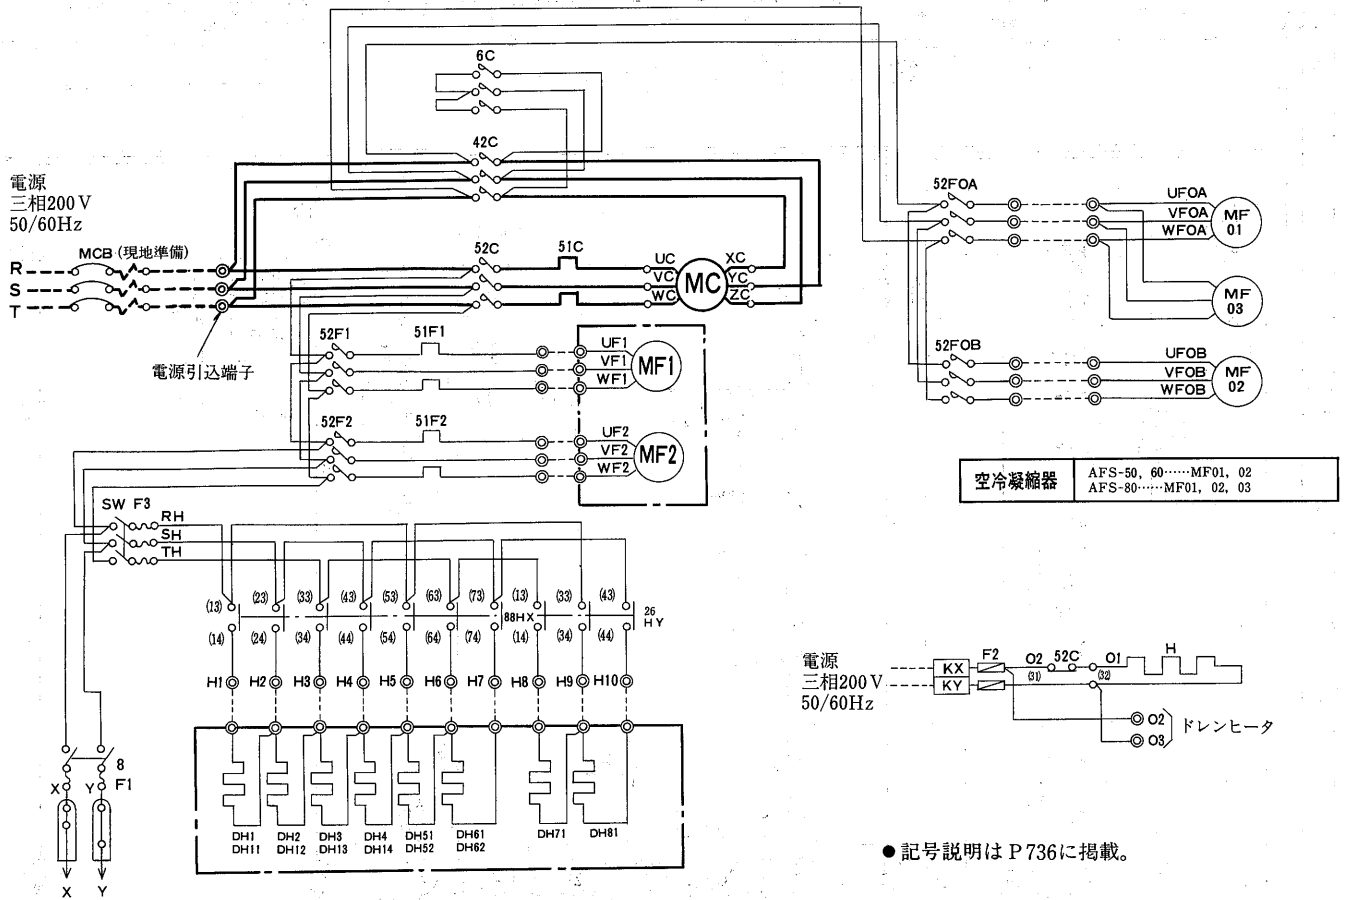 6C
42C
電源
三相200V
50/60Hz
MCB(現地準備)
R
S
T
電源引込端子
52C
51C
UC
VC
WC
MC
XC
YC
ZC
52F1
51F1
UF1
VF1
WF1
MF1
52F2
51F2
UF2
VF2
WF2
MF2
52FOA
UFOA
VFOA
WFOA
MF
01
MF
03
52FOB
UFOB
VFOB
WFOB
MF
02
空冷凝縮器
AFS-50, 60……MF01, 02
AFS-80……MF01, 02, 03
SW F3
RH
SH
TH
(13) (23) (33) (43) (53) (63) (73) (13) (33) (43)
88HX
26
HY
(14) (24) (34) (44) (54) (64) (74) (14) (34) (44)
H1 H2 H3 H4 H5 H6 H7 H8 H9 H10
8
F1
X Y
DH1 DH2 DH3 DH4 DH51 DH61 DH71 DH81
DH11 DH12 DH13 DH14 DH52 DH62
X Y
電源
三相200V
50/60Hz
KX
KY
F2
O2
(31)
52C
O1
(32)
H
O2
O3
ドレンヒータ
●記号説明はP736に掲載。